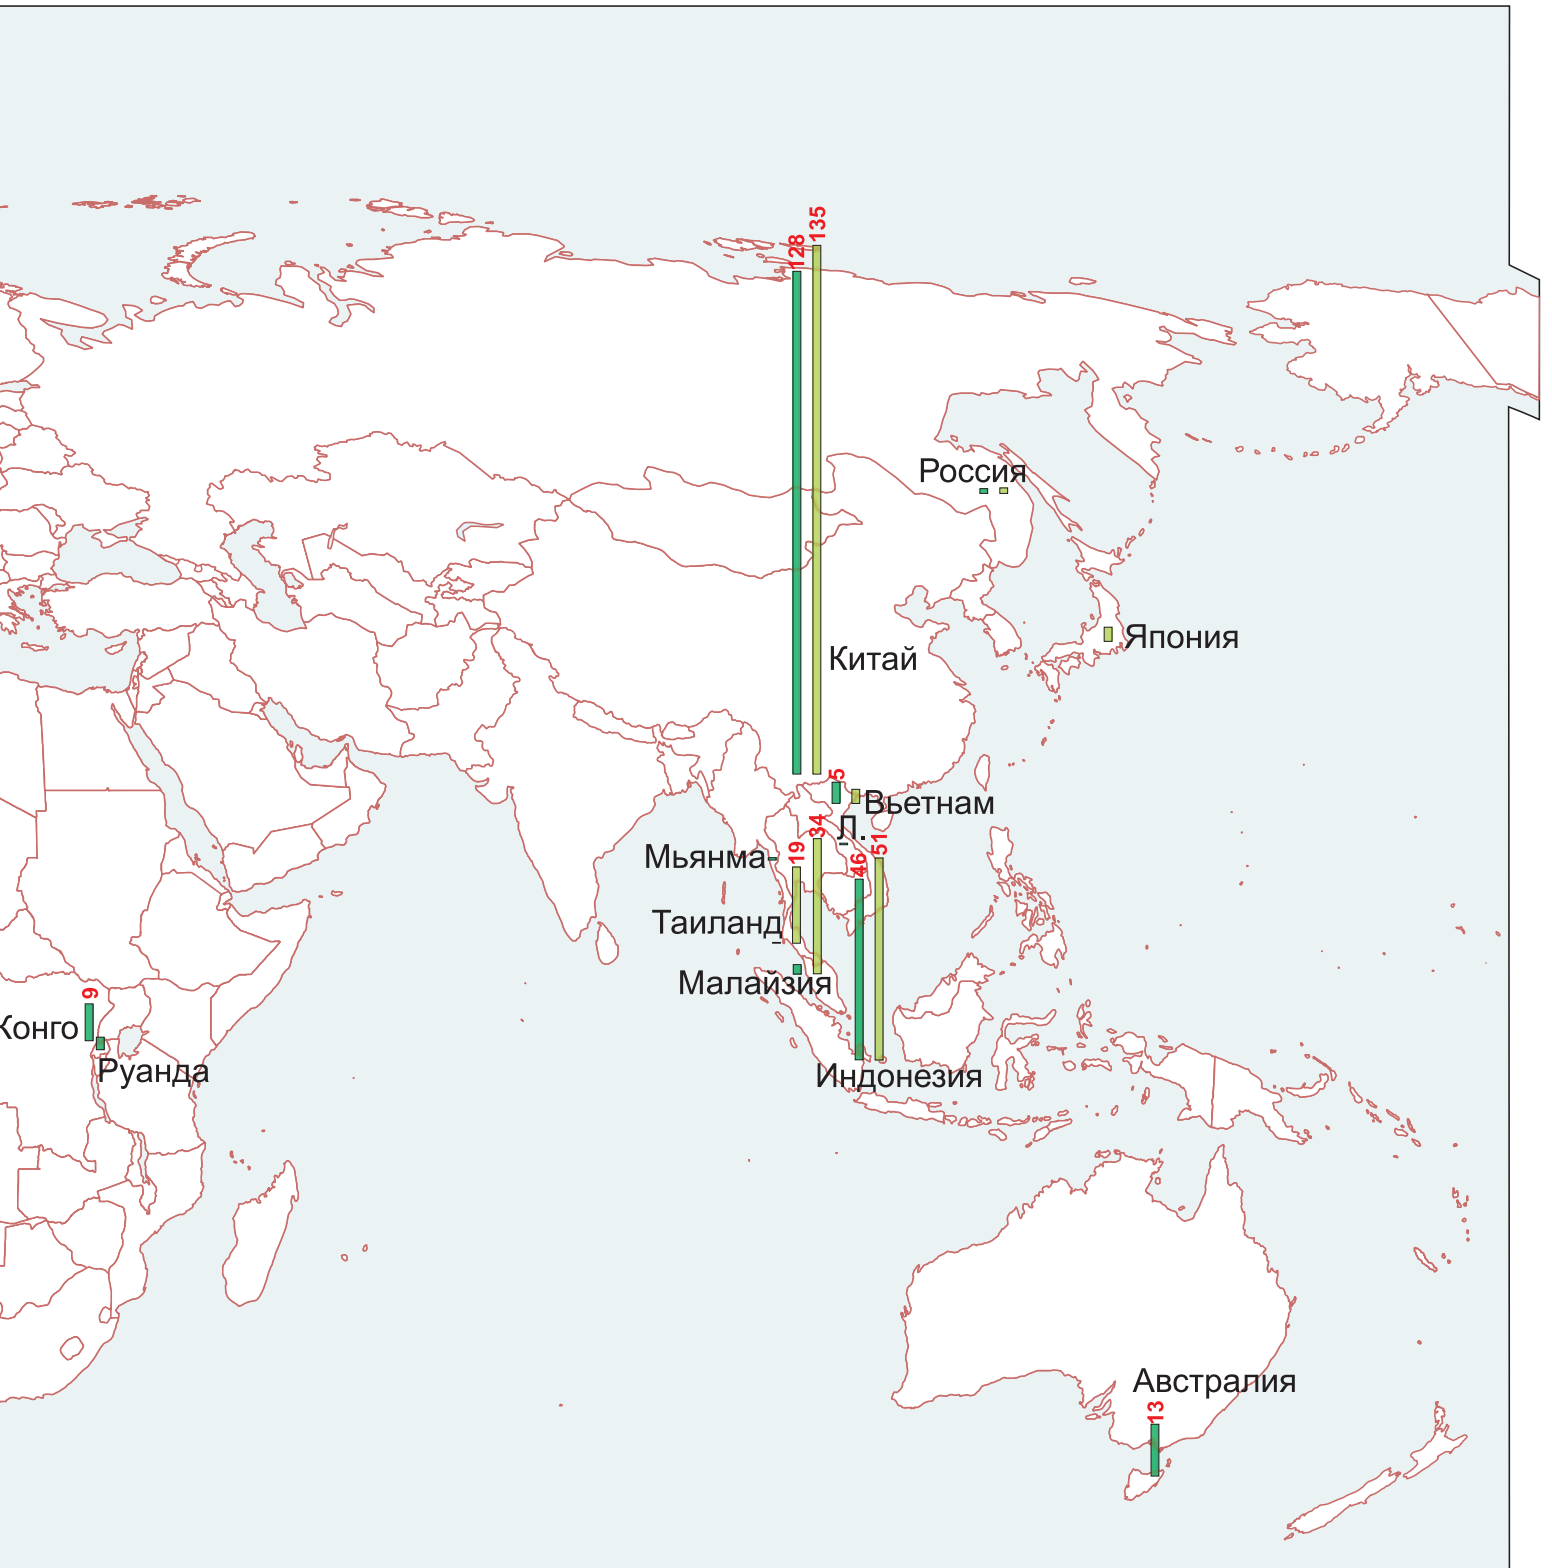 135
128
Россия
Япония
Китай
5
Вьетнам
Л.
34
19
51
46
Мьянма
Таиланд
Малайзия
9
Конго
Руанда
Индонезия
Австралия
13